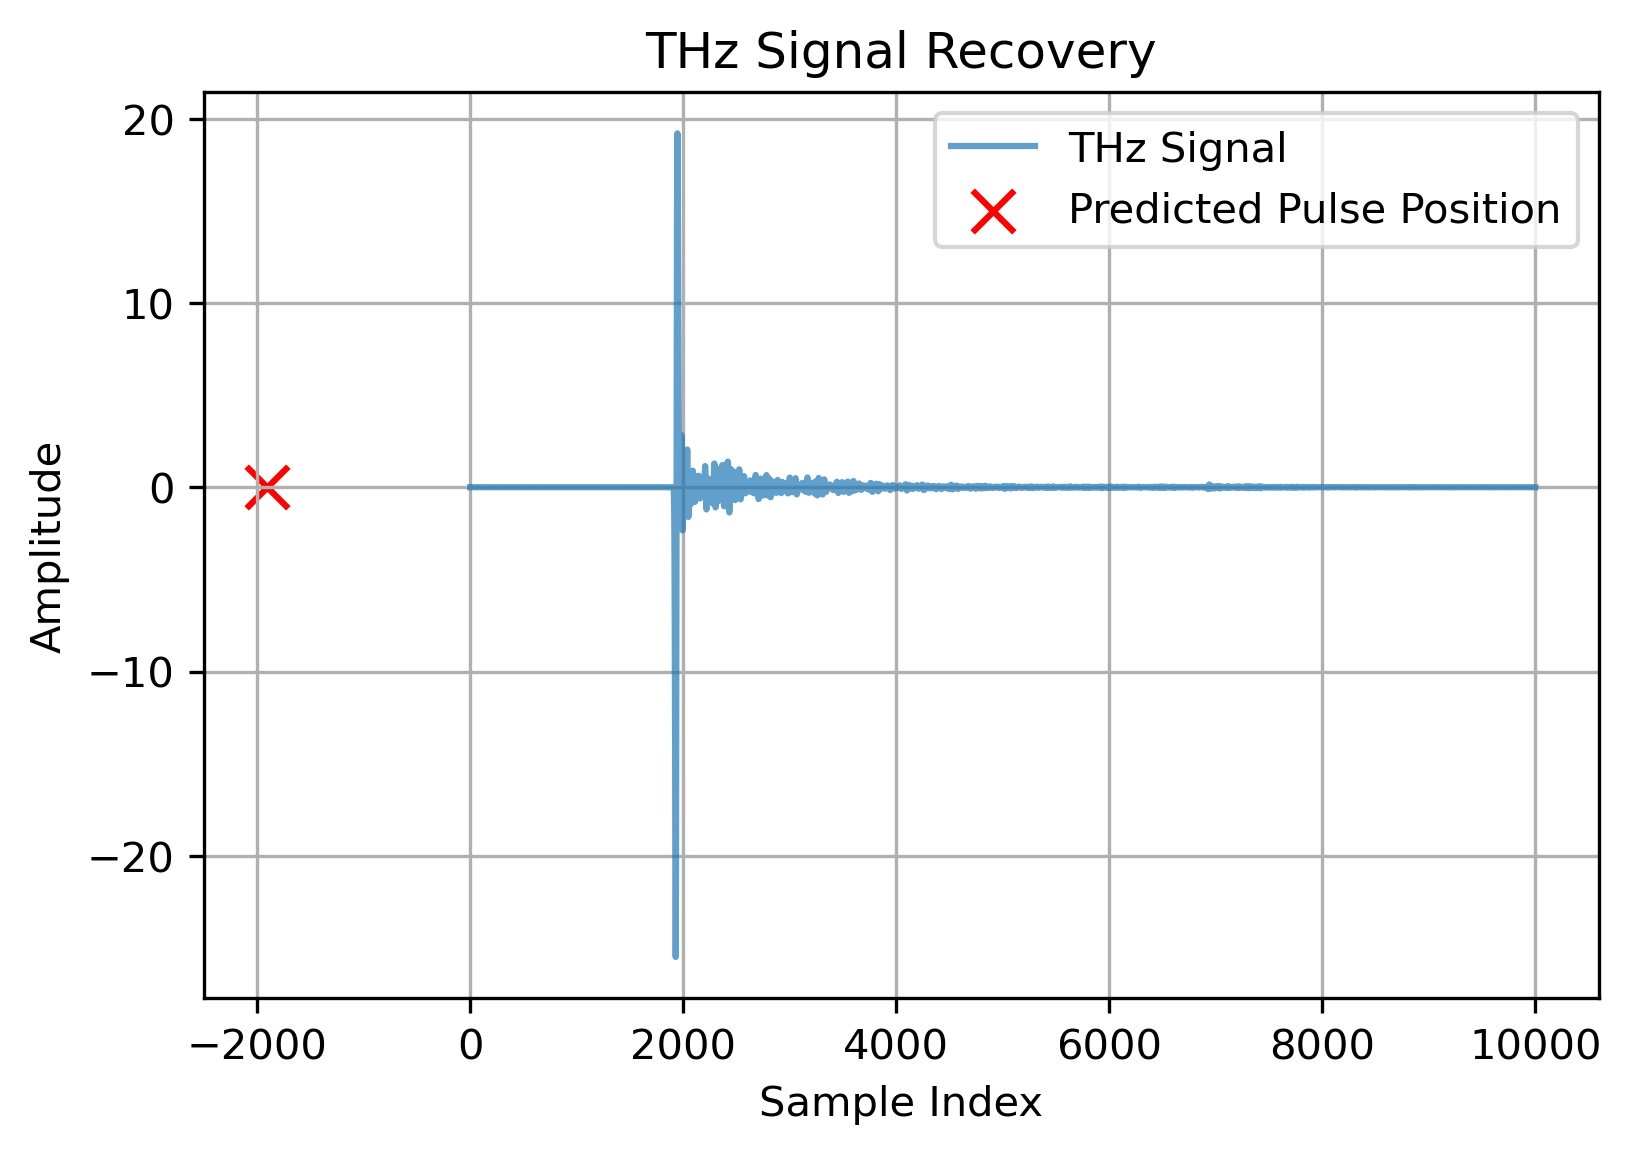 THz Signal Recovery
20
10
0
−10
−20
Amplitude
THz Signal
Predicted Pulse Position
−2000 0 2000 4000 6000 8000 10000
Sample Index